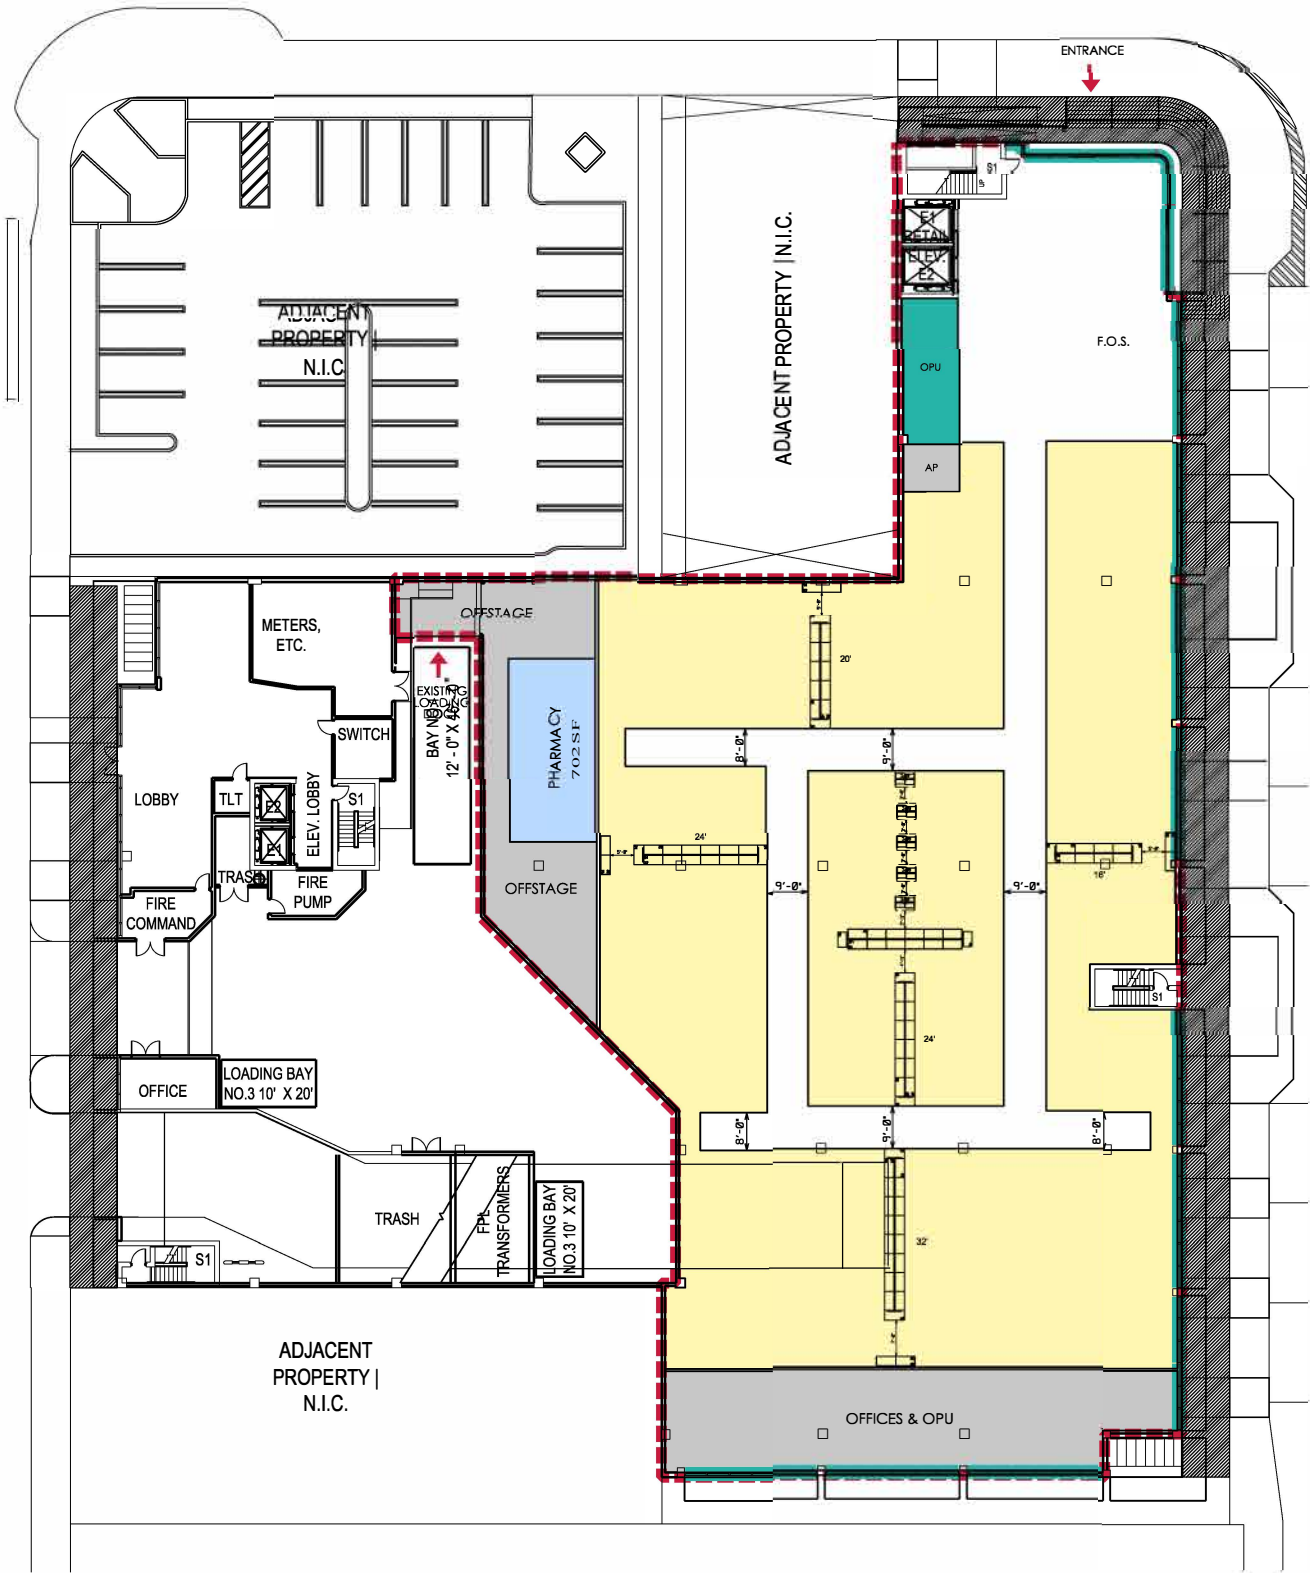 ENTRANCE
S1
UP
E1
RETAIL
ELEV.
E2
ADJACENT PROPERTY | N.I.C.
ADJACENT
PROPERTY |
N.I.C.
F.O.S.
OPU
AP
OFFSTAGE
METERS,
ETC.
20'
EXISTING
LOADING
BAY NO.
12' - 0" X
PHARMACY
702 SF
SWITCH
8'-0"
9'-0"
LOBBY
TLT
E2
ELEV. LOBBY
S1
E1
24'
16'
TRASH
FIRE
PUMP
OFFSTAGE
9'-0"
9'-0"
FIRE
COMMAND
S1
24'
OFFICE
LOADING BAY
NO.3 10' X 20'
8'-0"
9'-0"
8'-0"
TRASH
FPL
TRANSFORMERS
LOADING BAY
NO.3 10' X 20'
32'
S1
ADJACENT
PROPERTY |
N.I.C.
OFFICES & OPU